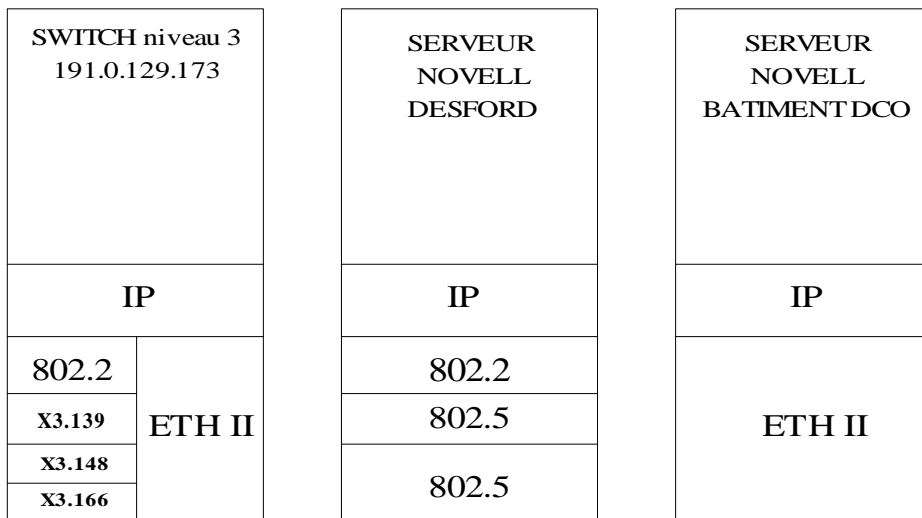 SWITCH niveau 3
191.0.129.173
IP
802.2
X3.139
X3.148
X3.166
ETH II
SERVEUR
NOVELL
DESFORD
IP
802.2
802.5
802.5
SERVEUR
NOVELL
BATIMENT DCO
IP
ETH II